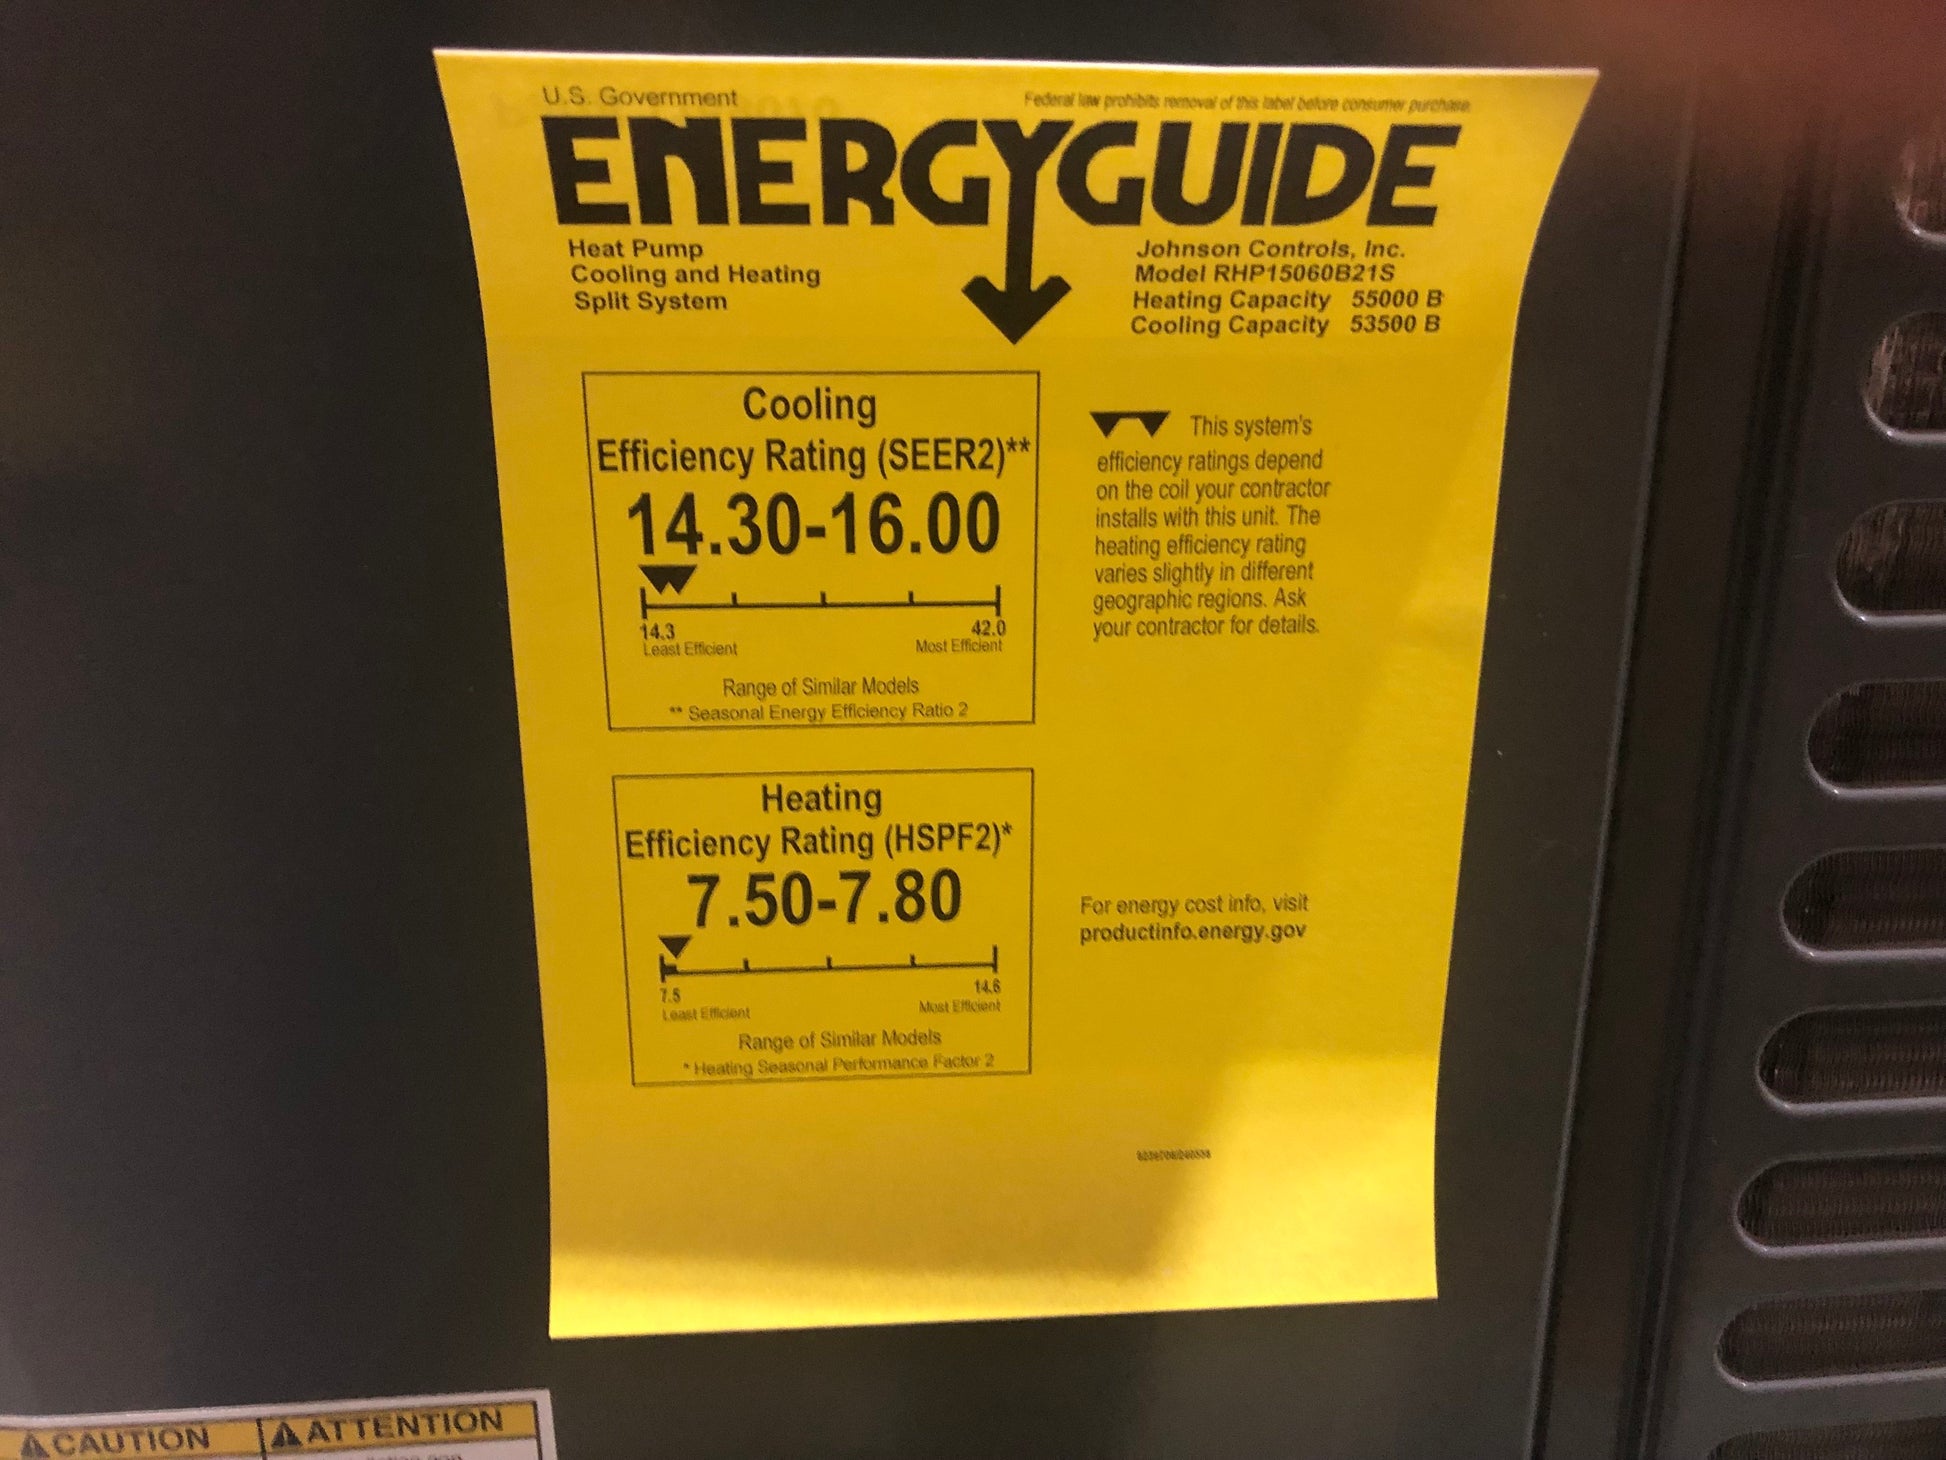 U.S. Government
Federal law prohibits removal of this label before consumer purchase.
ENERGYGUIDE
Heat Pump
Cooling and Heating
Split System
Johnson Controls, Inc.
Model RHP15060B21S
Heating Capacity 55000 B
Cooling Capacity 53500 B
Cooling
Efficiency Rating (SEER2)**
14.30-16.00
14.3
42.0
Least Efficient
Most Efficient
Range of Similar Models
** Seasonal Energy Efficiency Ratio 2
This system's
efficiency ratings depend
on the coil your contractor
installs with this unit. The
heating efficiency rating
varies slightly in different
geographic regions. Ask
your contractor for details.
Heating
Efficiency Rating (HSPF2)*
7.50-7.80
7.5
14.6
Least Efficient
Most Efficient
Range of Similar Models
* Heating Seasonal Performance Factor 2
For energy cost info, visit
productinfo.energy.gov
CAUTION
ATTENTION